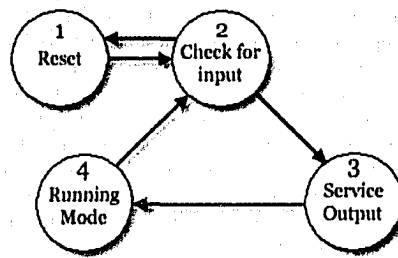 1
Reset
2
Check for
input
3
Service
Output
4
Running
Mode